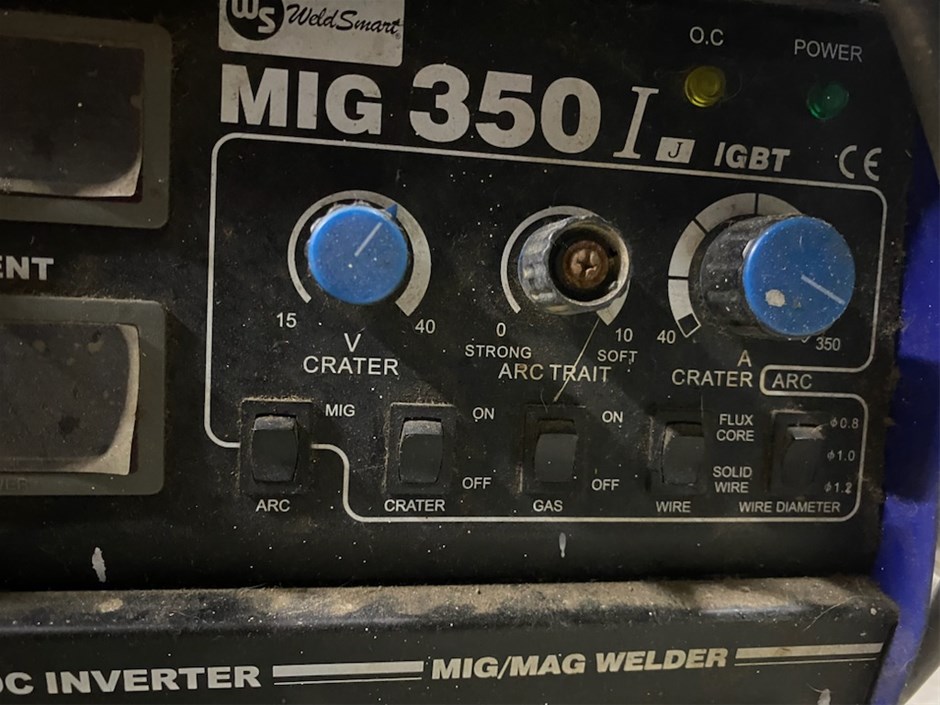 WS WeldSmart
O.C
POWER
MIG 350 I J IGBT CE
ENT
15
40
V
CRATER
0
10
STRONG
SOFT
ARC TRAIT
40
350
A
CRATER
ARC
MIG
ARC
ON
OFF
CRATER
ON
OFF
GAS
FLUX
CORE
SOLID
WIRE
WIRE
ϕ0.8
ϕ1.0
ϕ1.2
WIRE DIAMETER
DC INVERTER
MIG/MAG WELDER